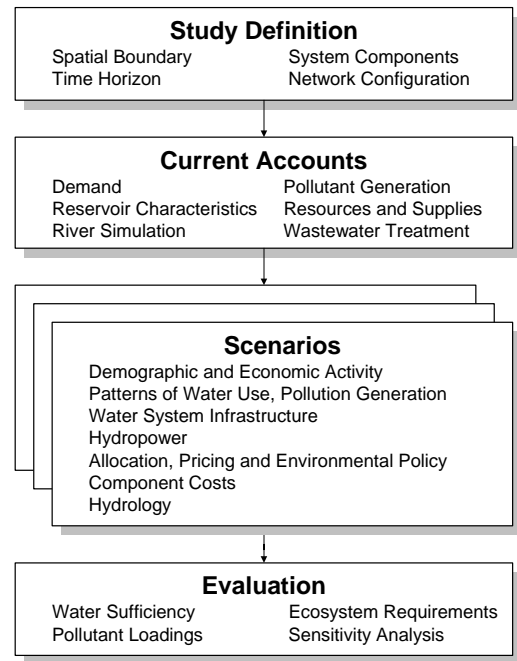 Study Definition
Spatial Boundary System Components
Time Horizon Network Configuration
Current Accounts
Demand Pollutant Generation
Reservoir Characteristics Resources and Supplies
River Simulation Wastewater Treatment
Scenarios
Demographic and Economic Activity
Patterns of Water Use, Pollution Generation
Water System Infrastructure
Hydropower
Allocation, Pricing and Environmental Policy
Component Costs
Hydrology
Evaluation
Water Sufficiency Ecosystem Requirements
Pollutant Loadings Sensitivity Analysis